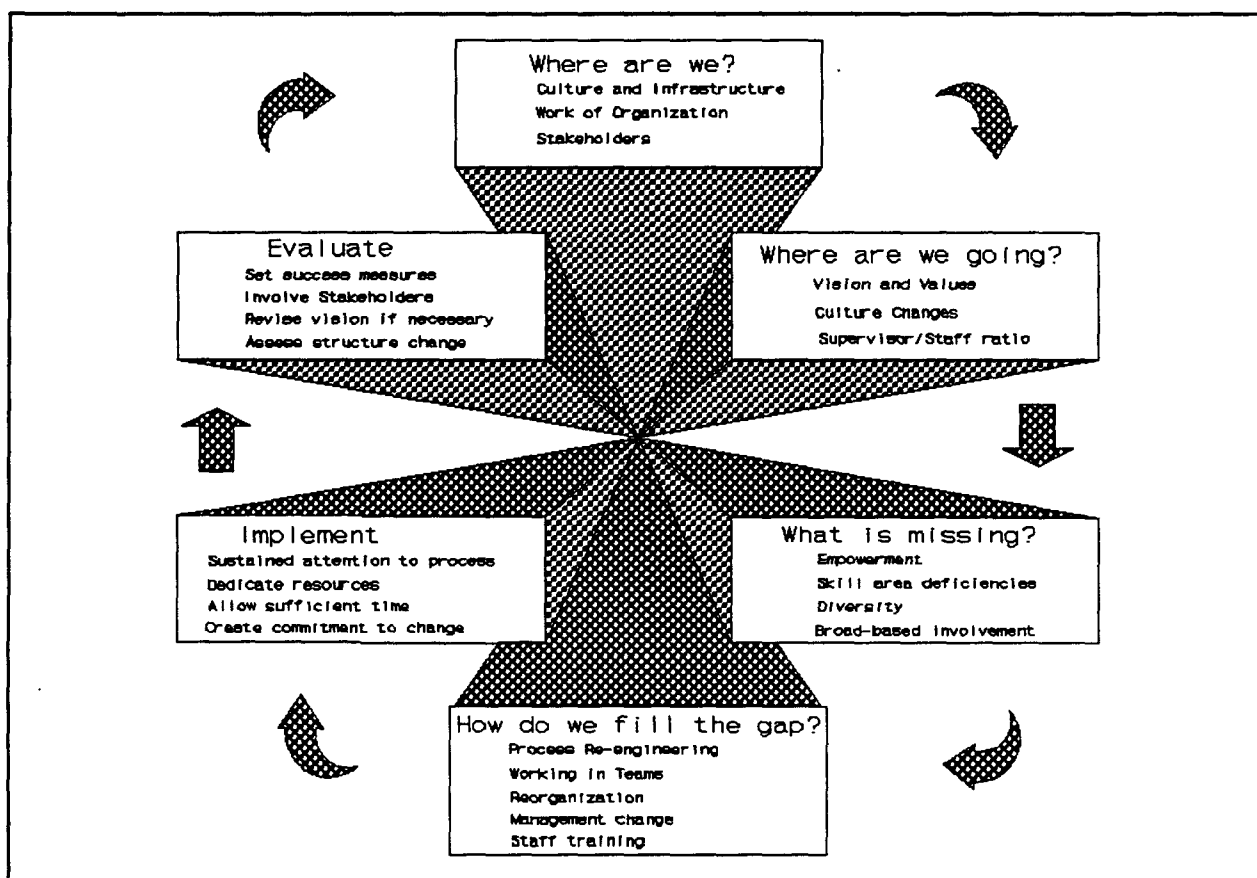 Where are we?
Culture and Infrastructure
Work of Organization
Stakeholders
Where are we going?
Vision and Values
Culture Changes
Supervisor/Staff ratio
What is missing?
Empowerment
Skill area deficiencies
Diversity
Broad-based involvement
How do we fill the gap?
Process Re-engineering
Working in Teams
Reorganization
Management change
Staff training
Implement
Sustained attention to process
Dedicate resources
Allow sufficient time
Create commitment to change
Evaluate
Set success measures
Involve Stakeholders
Revise vision if necessary
Assess structure change